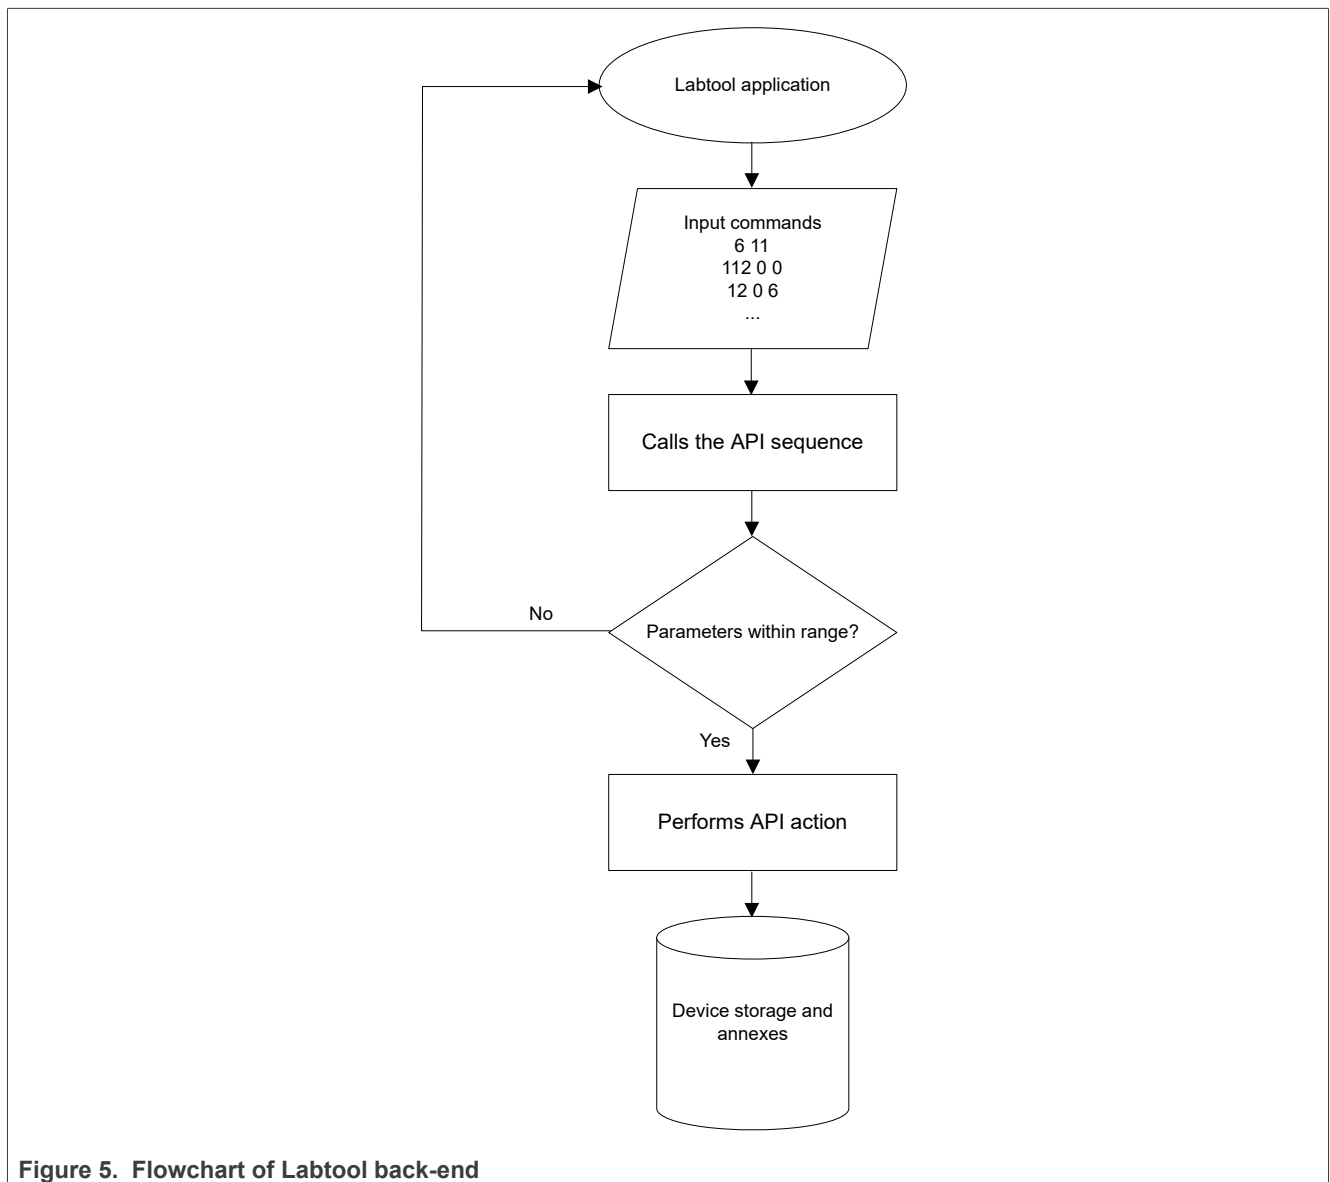 Labtool application
Input commands
6 11
112 0 0
12 0 6
...
Calls the API sequence
Parameters within range?
No
Yes
Performs API action
Device storage and
annexes
Figure 5. Flowchart of Labtool back-end